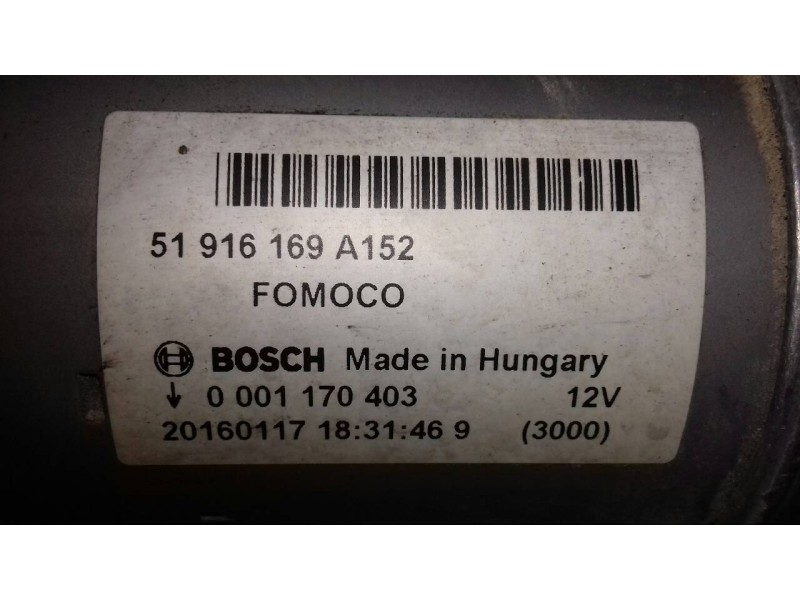 51 916 169 A152
FOMOCO
BOSCH Made in Hungary
↓ 0 001 170 403 12V
20160117 18:31:46 9 (3000)